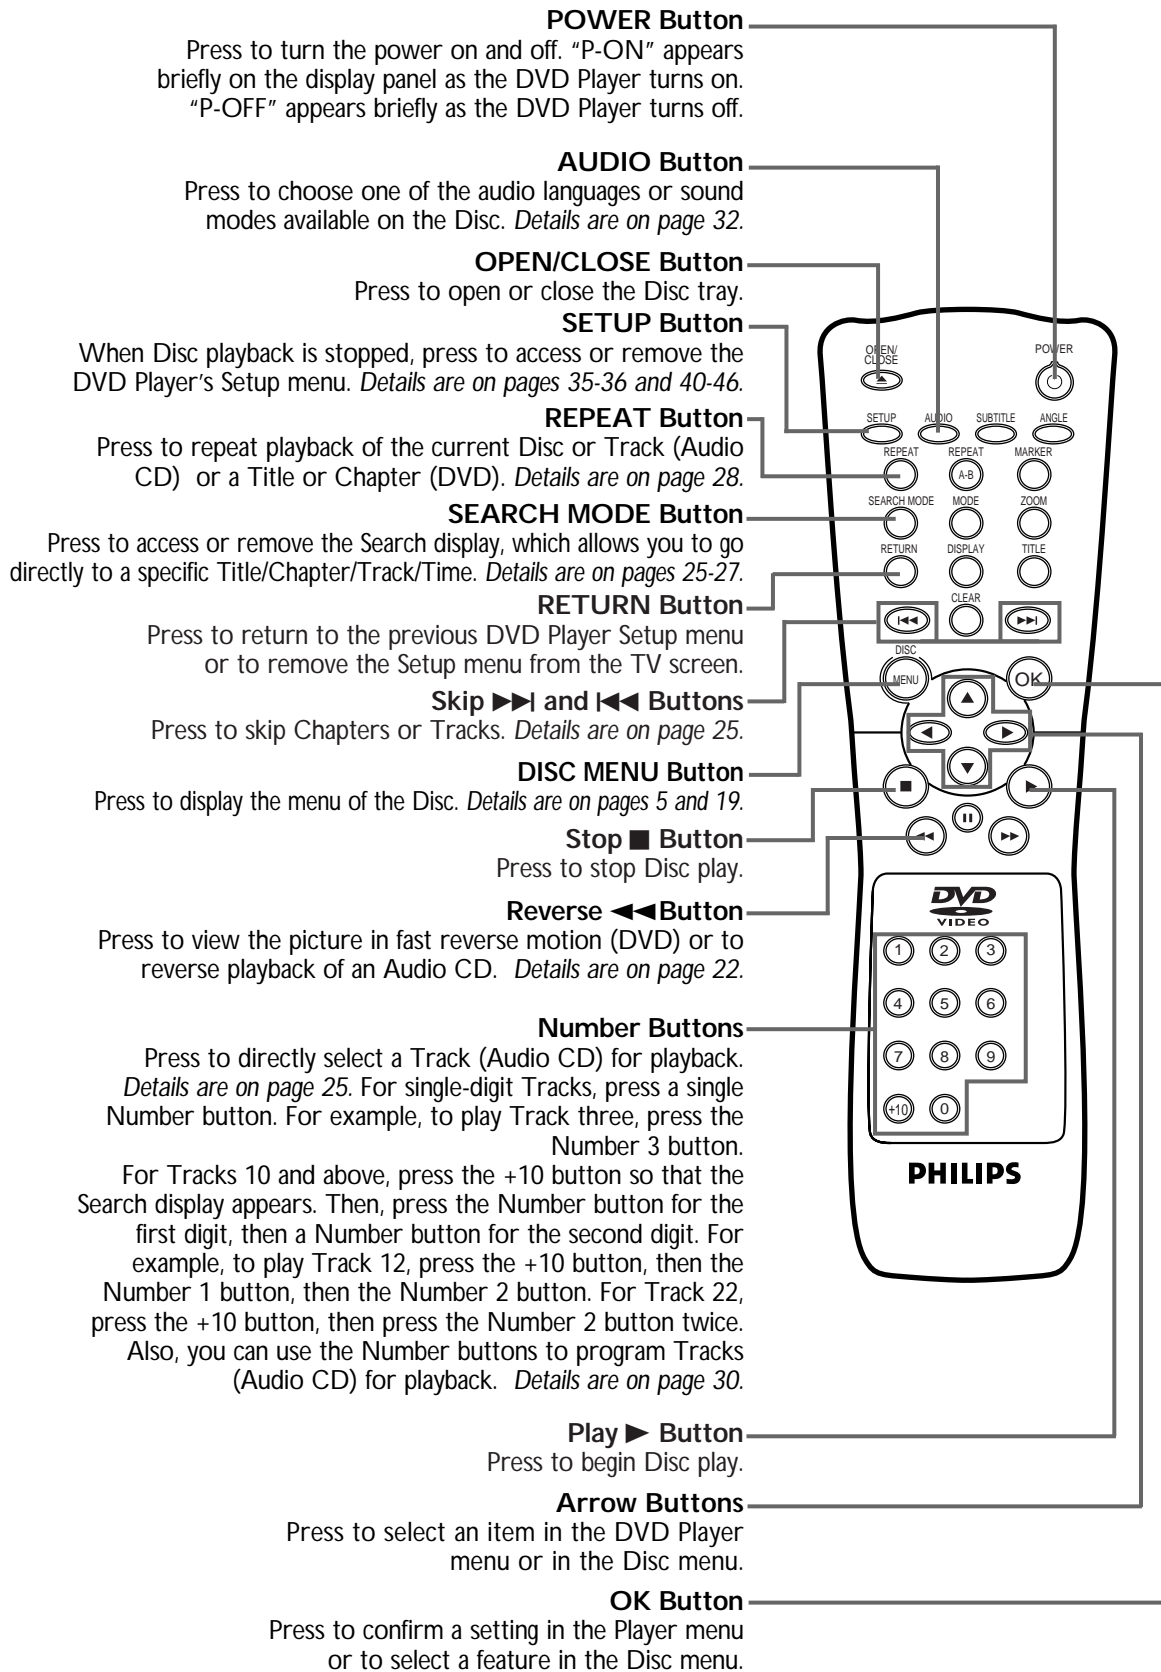 POWER Button
Press to turn the power on and off. “P-ON” appears
briefly on the display panel as the DVD Player turns on.
“P-OFF” appears briefly as the DVD Player turns off.
AUDIO Button
Press to choose one of the audio languages or sound
modes available on the Disc. Details are on page 32.
OPEN/CLOSE Button
Press to open or close the Disc tray.
SETUP Button
When Disc playback is stopped, press to access or remove the
DVD Player’s Setup menu. Details are on pages 35-36 and 40-46.
REPEAT Button
Press to repeat playback of the current Disc or Track (Audio
CD) or a Title or Chapter (DVD). Details are on page 28.
SEARCH MODE Button
Press to access or remove the Search display, which allows you to go
directly to a specific Title/Chapter/Track/Time. Details are on pages 25-27.
RETURN Button
Press to return to the previous DVD Player Setup menu
or to remove the Setup menu from the TV screen.
Skip ▶▶| and |◀◀ Buttons
Press to skip Chapters or Tracks. Details are on page 25.
DISC MENU Button
Press to display the menu of the Disc. Details are on pages 5 and 19.
Stop ■ Button
Press to stop Disc play.
Reverse ◀◀ Button
Press to view the picture in fast reverse motion (DVD) or to
reverse playback of an Audio CD. Details are on page 22.
Number Buttons
Press to directly select a Track (Audio CD) for playback.
Details are on page 25. For single-digit Tracks, press a single
Number button. For example, to play Track three, press the
Number 3 button.
For Tracks 10 and above, press the +10 button so that the
Search display appears. Then, press the Number button for the
first digit, then a Number button for the second digit. For
example, to play Track 12, press the +10 button, then the
Number 1 button, then the Number 2 button. For Track 22,
press the +10 button, then press the Number 2 button twice.
Also, you can use the Number buttons to program Tracks
(Audio CD) for playback. Details are on page 30.
Play ▶ Button
Press to begin Disc play.
Arrow Buttons
Press to select an item in the DVD Player
menu or in the Disc menu.
OK Button
Press to confirm a setting in the Player menu
or to select a feature in the Disc menu.
OPEN/
CLOSE
POWER
SETUP AUDIO SUBTITLE ANGLE
REPEAT REPEAT MARKER
A-B
SEARCH MODE MODE ZOOM
RETURN DISPLAY TITLE
CLEAR
DISC
MENU
OK
DVD
VIDEO
1 2 3
4 5 6
7 8 9
+10 0
PHILIPS